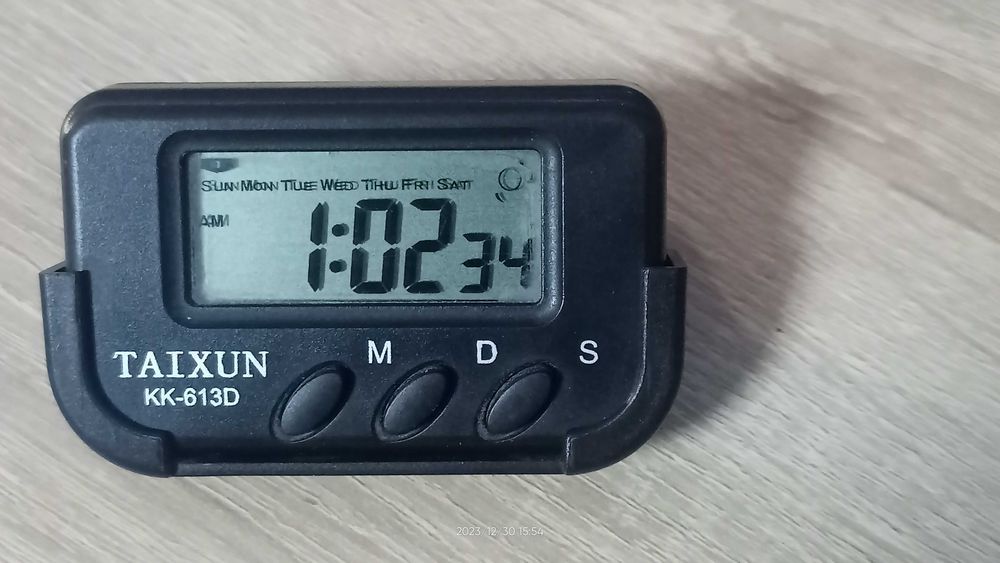 SUN MON TUE WED THU FRI SAT
AM
1:02 34
M D S
TAIXUN
KK-613D
2023/12/30 15:54